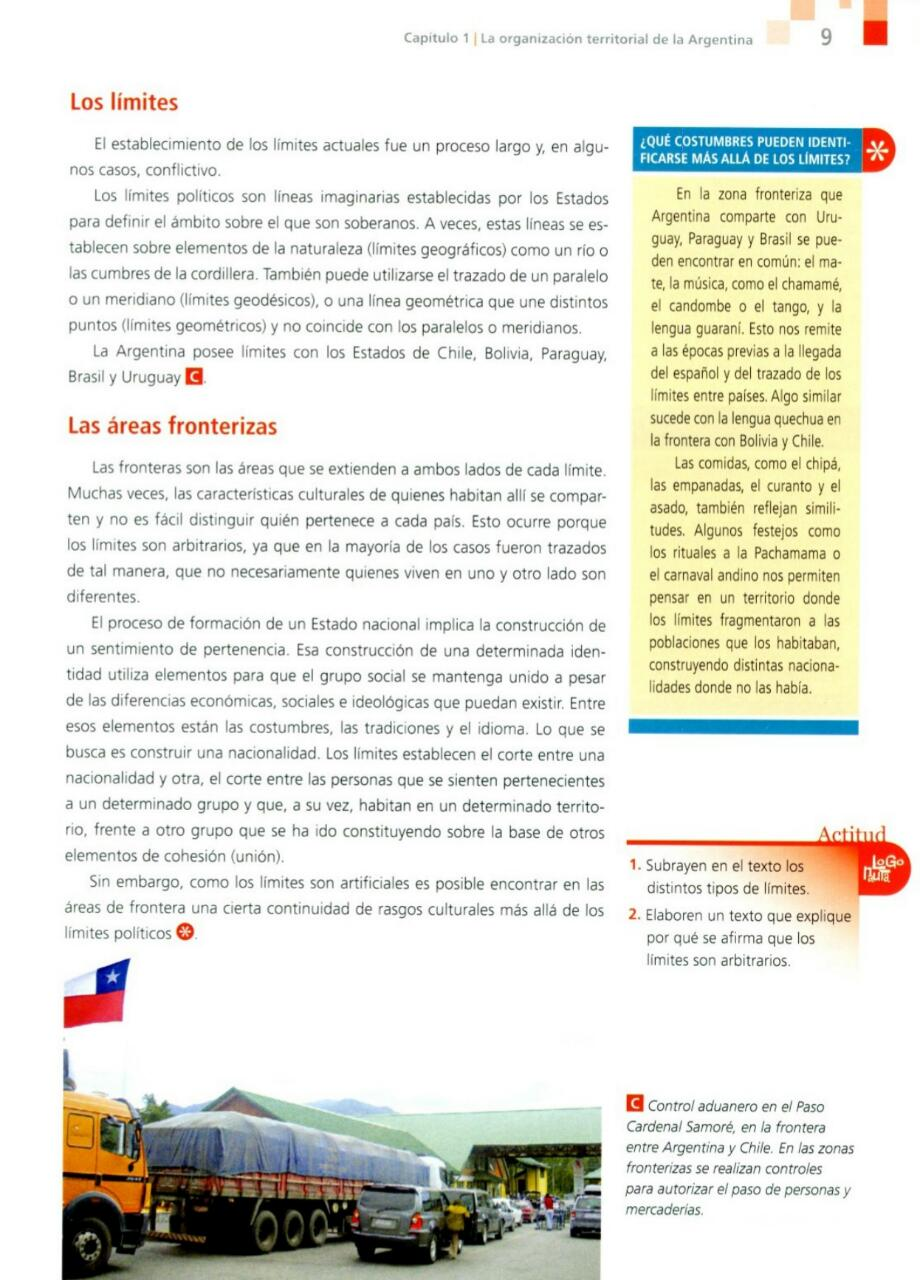 Capítulo 1 | La organización territorial de la Argentina 9
Los límites
El establecimiento de los límites actuales fue un proceso largo y, en algu-
nos casos, conflictivo.
Los límites políticos son líneas imaginarias establecidas por los Estados
para definir el ámbito sobre el que son soberanos. A veces, estas líneas se es-
tablecen sobre elementos de la naturaleza (límites geográficos) como un río o
las cumbres de la cordillera. También puede utilizarse el trazado de un paralelo
o un meridiano (límites geodésicos), o una línea geométrica que une distintos
puntos (límites geométricos) y no coincide con los paralelos o meridianos.
La Argentina posee límites con los Estados de Chile, Bolivia, Paraguay,
Brasil y Uruguay C.
Las áreas fronterizas
Las fronteras son las áreas que se extienden a ambos lados de cada límite.
Muchas veces, las características culturales de quienes habitan allí se compar-
ten y no es fácil distinguir quién pertenece a cada país. Esto ocurre porque
los límites son arbitrarios, ya que en la mayoría de los casos fueron trazados
de tal manera, que no necesariamente quienes viven en uno y otro lado son
diferentes.
El proceso de formación de un Estado nacional implica la construcción de
un sentimiento de pertenencia. Esa construcción de una determinada iden-
tidad utiliza elementos para que el grupo social se mantenga unido a pesar
de las diferencias económicas, sociales e ideológicas que puedan existir. Entre
esos elementos están las costumbres, las tradiciones y el idioma. Lo que se
busca es construir una nacionalidad. Los límites establecen el corte entre una
nacionalidad y otra, el corte entre las personas que se sienten pertenecientes
a un determinado grupo y que, a su vez, habitan en un determinado territo-
rio, frente a otro grupo que se ha ido constituyendo sobre la base de otros
elementos de cohesión (unión).
Sin embargo, como los límites son artificiales es posible encontrar en las
áreas de frontera una cierta continuidad de rasgos culturales más allá de los
límites políticos *.
¿QUÉ COSTUMBRES PUEDEN IDENTI-
FICARSE MÁS ALLÁ DE LOS LÍMITES? *
En la zona fronteriza que
Argentina comparte con Uru-
guay, Paraguay y Brasil se pue-
den encontrar en común: el ma-
te, la música, como el chamamé,
el candombe o el tango, y la
lengua guaraní. Esto nos remite
a las épocas previas a la llegada
del español y del trazado de los
límites entre países. Algo similar
sucede con la lengua quechua en
la frontera con Bolivia y Chile.
Las comidas, como el chipá,
las empanadas, el curanto y el
asado, también reflejan simili-
tudes. Algunos festejos como
los rituales a la Pachamama o
el carnaval andino nos permiten
pensar en un territorio donde
los límites fragmentaron a las
poblaciones que los habitaban,
construyendo distintas naciona-
lidades donde no las había.
Actitud
LoGo
nauta
1. Subrayen en el texto los
distintos tipos de límites.
2. Elaboren un texto que explique
por qué se afirma que los
límites son arbitrarios.
C Control aduanero en el Paso
Cardenal Samoré, en la frontera
entre Argentina y Chile. En las zonas
fronterizas se realizan controles
para autorizar el paso de personas y
mercaderías.